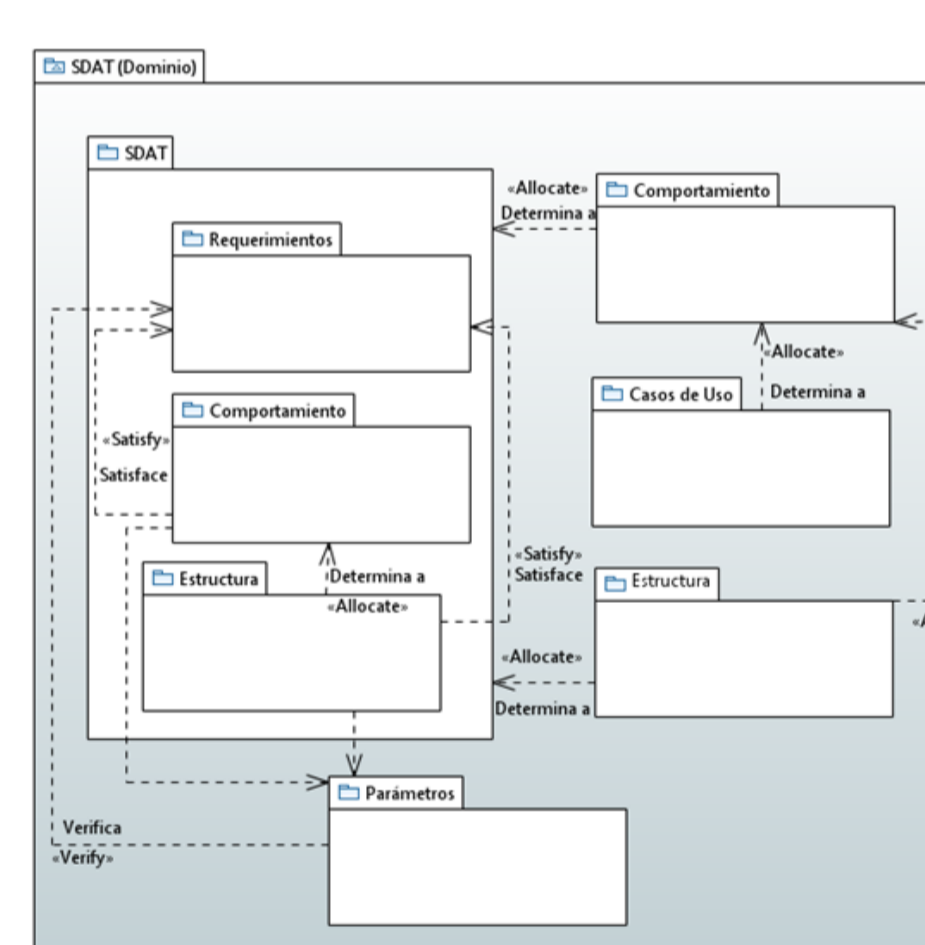 SDAT (Dominio)
SDAT
«Allocate»
Determina a
Comportamiento
Requerimientos
«Allocate»
Determina a
Casos de Uso
Comportamiento
«Satisfy»
Satisface
«Satisfy»
Satisface
Estructura
Determina a
«Allocate»
Estructura
«Allocate»
Determina a
Parámetros
Verifica
«Verify»